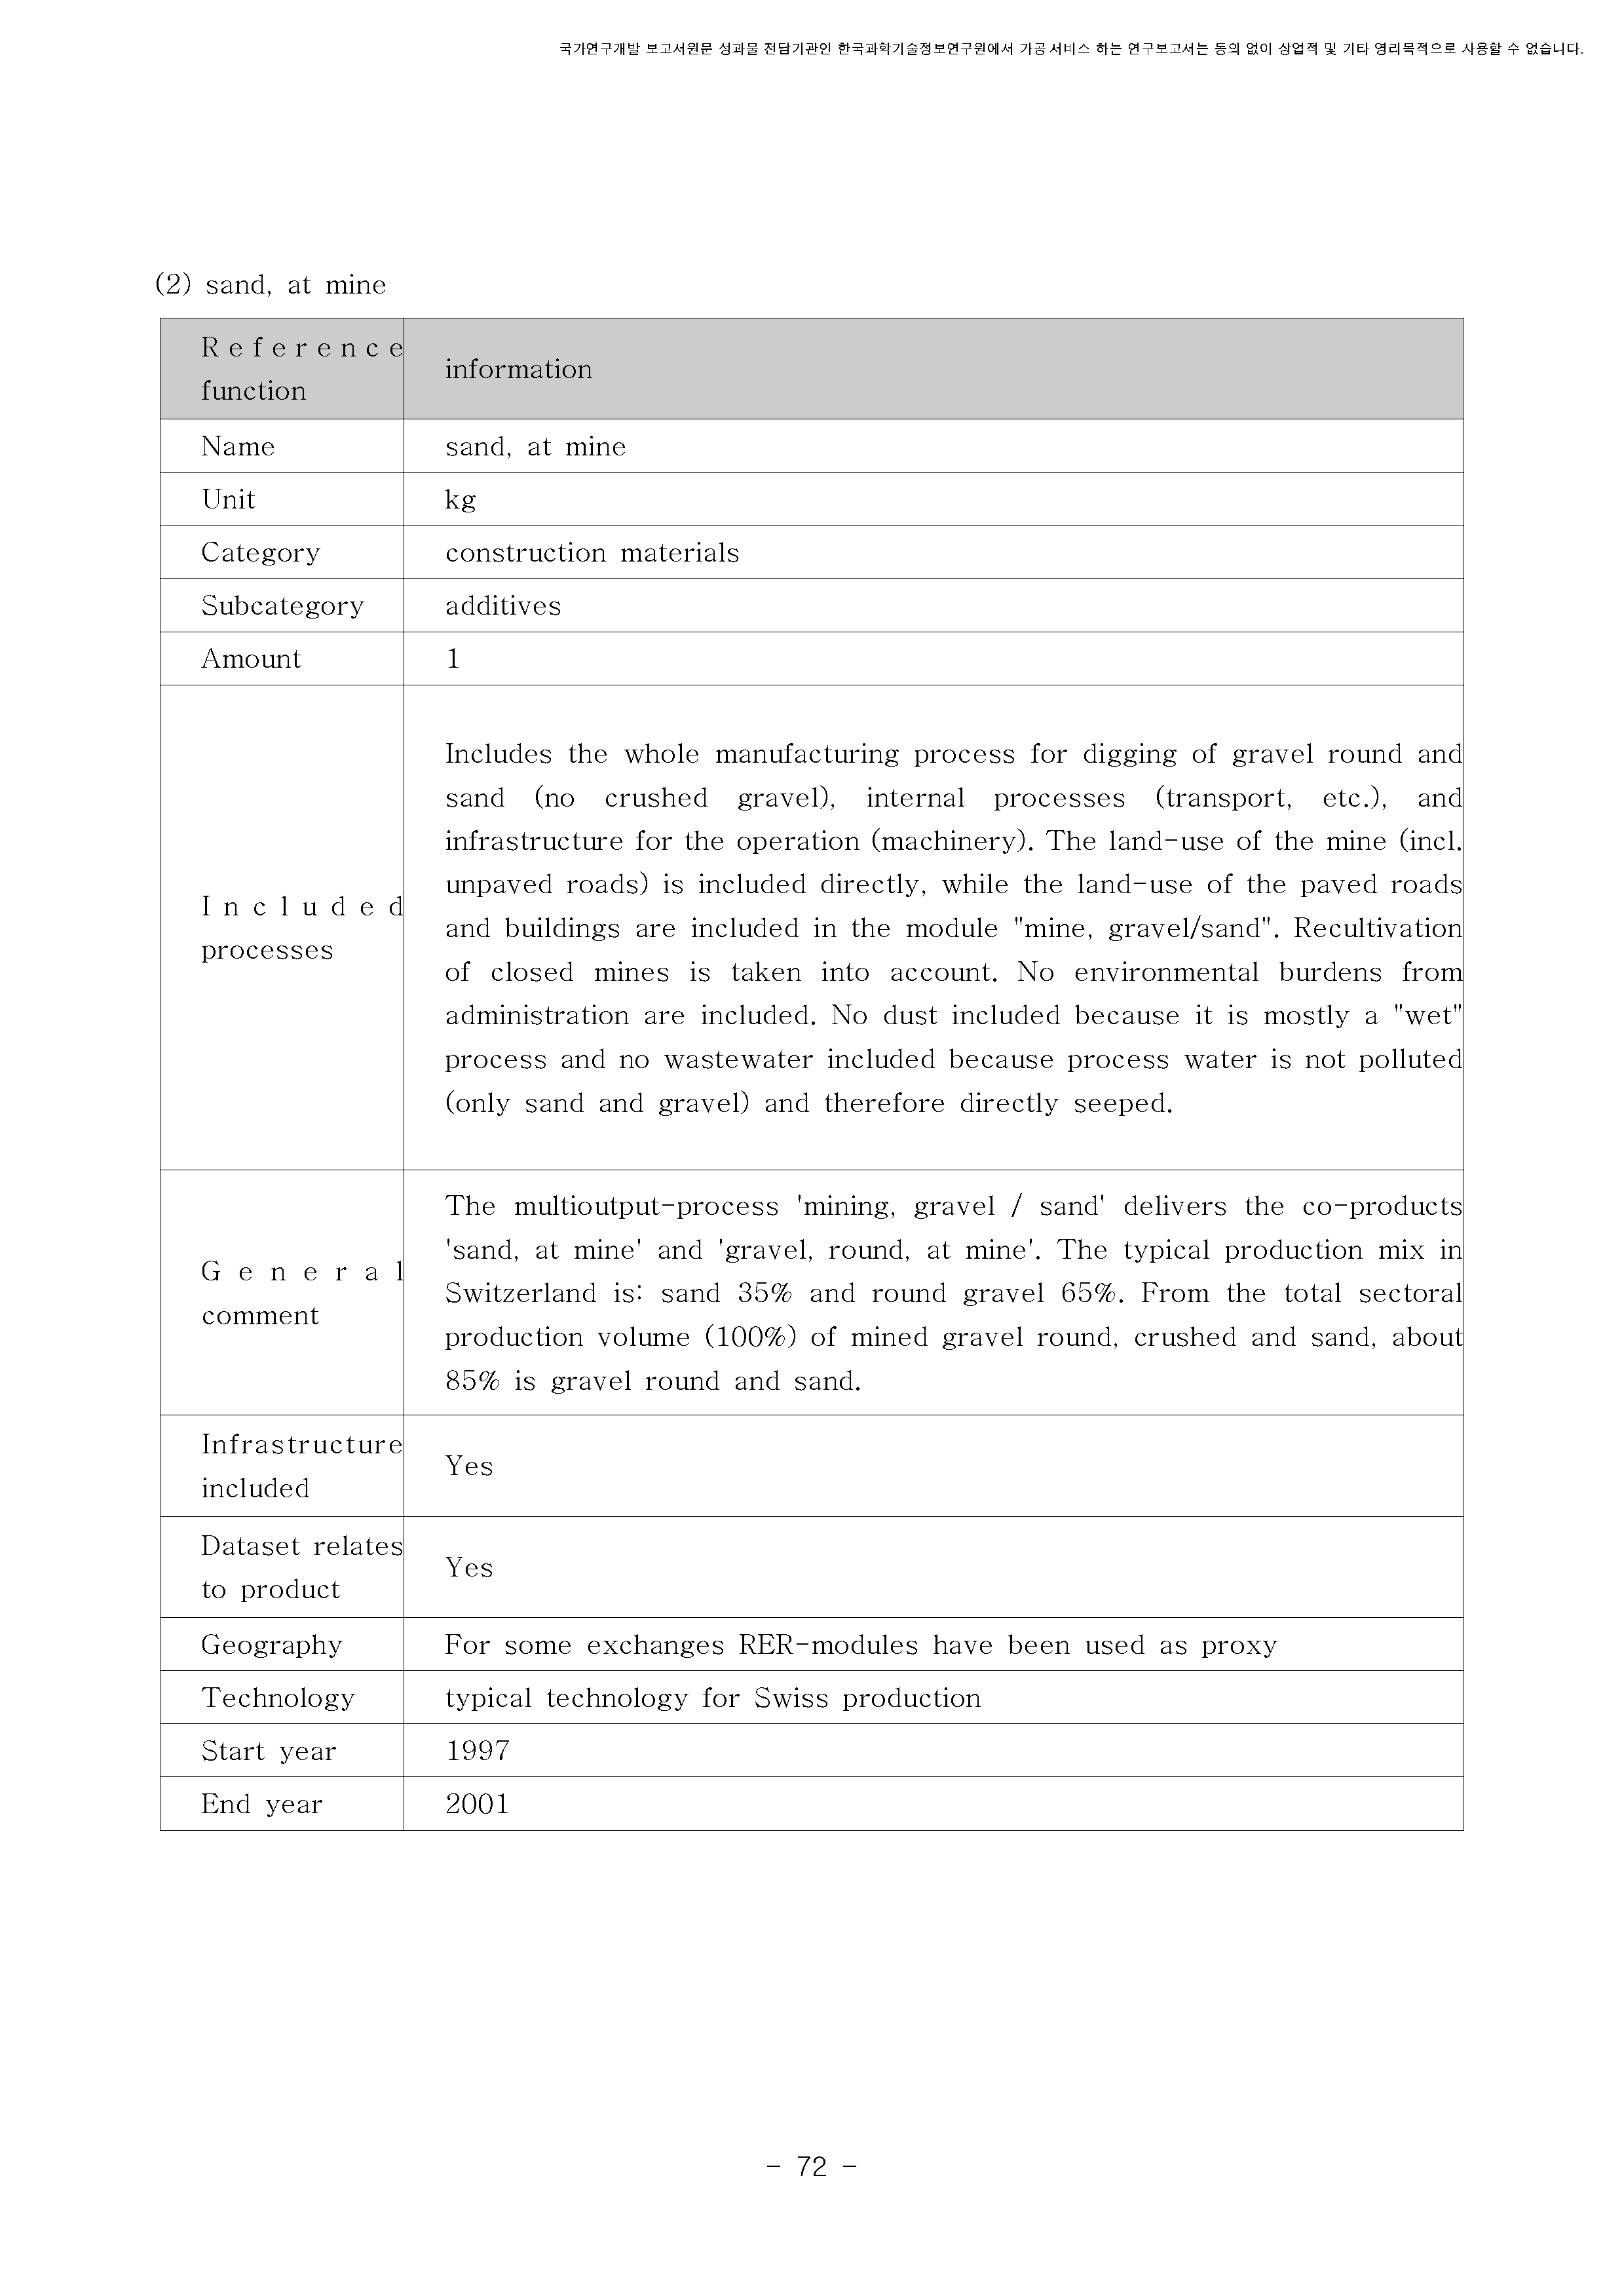 국가연구개발 보고서원문 성과물 전담기관인 한국과학기술정보연구원에서 가공·서비스 하는 연구보고서는 동의 없이 상업적 및 기타 영리목적으로 사용할 수 없습니다.
(2) sand, at mine
Reference
function
information
Name
sand, at mine
Unit
kg
Category
construction materials
Subcategory
additives
Amount
1
Included
processes
Includes the whole manufacturing process for digging of gravel round and
sand (no crushed gravel), internal processes (transport, etc.), and
infrastructure for the operation (machinery). The land-use of the mine (incl.
unpaved roads) is included directly, while the land-use of the paved roads
and buildings are included in the module "mine, gravel/sand". Recultivation
of closed mines is taken into account. No environmental burdens from
administration are included. No dust included because it is mostly a "wet"
process and no wastewater included because process water is not polluted
(only sand and gravel) and therefore directly seeped.
General
comment
The multioutput-process 'mining, gravel / sand' delivers the co-products
'sand, at mine' and 'gravel, round, at mine'. The typical production mix in
Switzerland is: sand 35% and round gravel 65%. From the total sectoral
production volume (100%) of mined gravel round, crushed and sand, about
85% is gravel round and sand.
Infrastructure
included
Yes
Dataset relates
to product
Yes
Geography
For some exchanges RER-modules have been used as proxy
Technology
typical technology for Swiss production
Start year
1997
End year
2001
- 72 -